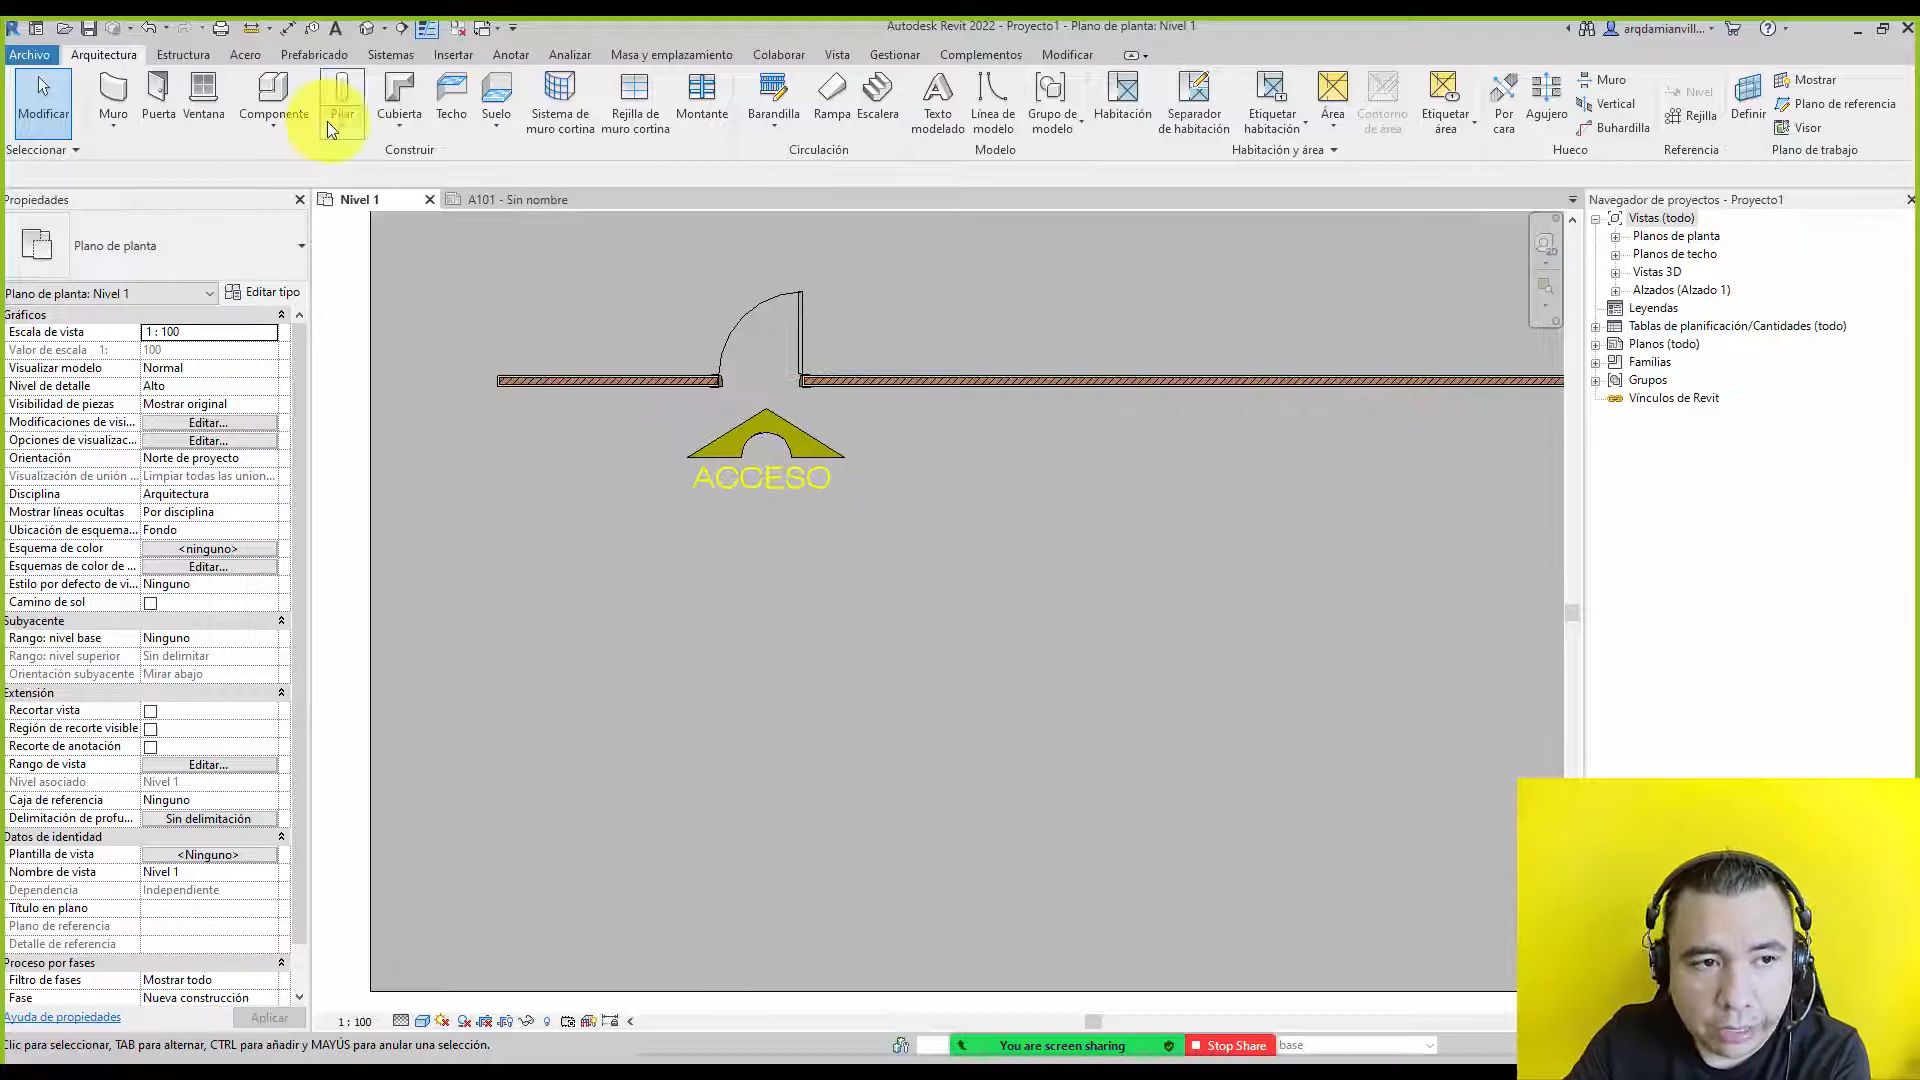 Autodesk Revit 2022 - Proyecto1 - Plano de planta: Nivel 1
arqdamianvill...
Archivo Arquitectura Estructura Acero Prefabricado Sistemas Insertar Anotar Analizar Masa y emplazamiento Colaborar Vista Gestionar Complementos Modificar
Modificar Muro Puerta Ventana Componente Pilar Cubierta Techo Suelo Sistema de muro cortina Rejilla de muro cortina Montante Barandilla Rampa Escalera Texto modelado Línea de modelo Grupo de modelo Habitación Separador de habitación Etiquetar habitación Área Contorno de área Etiquetar área Por cara Agujero Muro Vertical Buhardilla Nivel Rejilla Definir Mostrar Plano de referencia Visor
Seleccionar Construir Circulación Modelo Habitación y área Hueco Referencia Plano de trabajo
Propiedades
Nivel 1 A101 - Sin nombre
Navegador de proyectos - Proyecto1
Plano de planta
Plano de planta: Nivel 1 Editar tipo
Gráficos
Escala de vista 1 : 100
Valor de escala 1: 100
Visualizar modelo Normal
Nivel de detalle Alto
Visibilidad de piezas Mostrar original
Modificaciones de visi... Editar...
Opciones de visualizac... Editar...
Orientación Norte de proyecto
Visualización de unión ... Limpiar todas las union...
Disciplina Arquitectura
Mostrar líneas ocultas Por disciplina
Ubicación de esquema... Fondo
Esquema de color <ninguno>
Esquemas de color de ... Editar...
Estilo por defecto de vi... Ninguno
Camino de sol
Subyacente
Rango: nivel base Ninguno
Rango: nivel superior Sin delimitar
Orientación subyacente Mirar abajo
Extensión
Recortar vista
Región de recorte visible
Recorte de anotación
Rango de vista Editar...
Nivel asociado Nivel 1
Caja de referencia Ninguno
Delimitación de profu... Sin delimitación
Datos de identidad
Plantilla de vista <Ninguno>
Nombre de vista Nivel 1
Dependencia Independiente
Título en plano
Plano de referencia
Detalle de referencia
Proceso por fases
Filtro de fases Mostrar todo
Fase Nueva construcción
Ayuda de propiedades Aplicar
ACCESO
Vistas (todo)
Planos de planta
Planos de techo
Vistas 3D
Alzados (Alzado 1)
Leyendas
Tablas de planificación/Cantidades (todo)
Planos (todo)
Familias
Grupos
Vínculos de Revit
1 : 100
Clic para seleccionar, TAB para alternar, CTRL para añadir y MAYÚS para anular una selección.
You are screen sharing Stop Share base